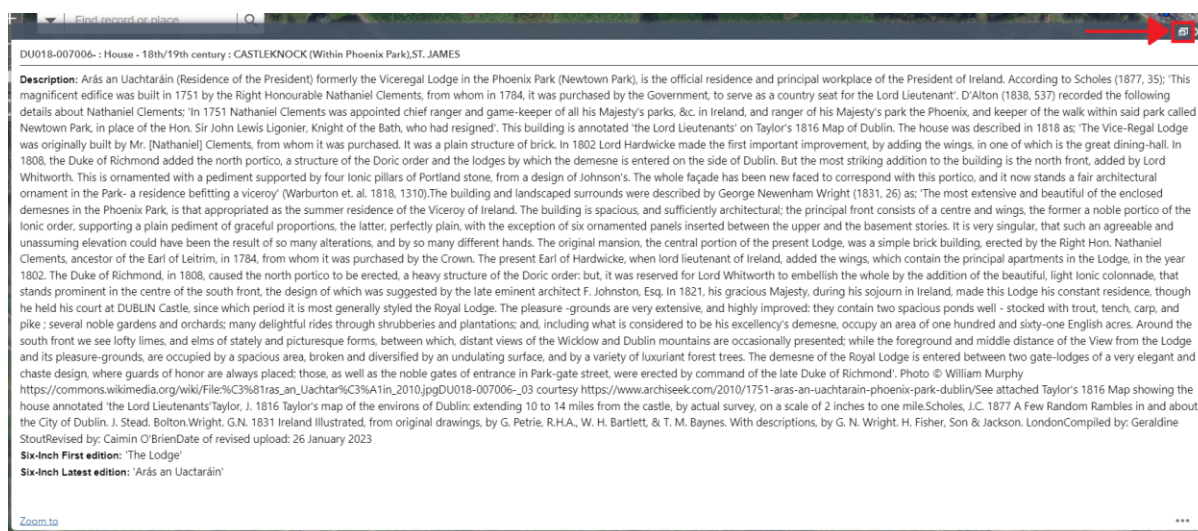 Find record or place
DU018-007006- : House - 18th/19th century : CASTLEKNOCK (Within Phoenix Park),ST. JAMES
Description: Arás an Uachtaráin (Residence of the President) formerly the Viceregal Lodge in the Phoenix Park (Newtown Park), is the official residence and principal workplace of the President of Ireland. According to Scholes (1877, 35); 'This
magnificent edifice was built in 1751 by the Right Honourable Nathaniel Clements, from whom in 1784, it was purchased by the Government, to serve as a country seat for the Lord Lieutenant'. D'Alton (1838, 537) recorded the following
details about Nathaniel Clements; 'In 1751 Nathaniel Clements was appointed chief ranger and game-keeper of all his Majesty's parks, &c. in Ireland, and ranger of his Majesty's park the Phoenix, and keeper of the walk within said park called
Newtown Park, in place of the Hon. Sir John Lewis Ligonier, Knight of the Bath, who had resigned'. This building is annotated 'the Lord Lieutenants' on Taylor's 1816 Map of Dublin. The house was described in 1818 as; 'The Vice-Regal Lodge
was originally built by Mr. [Nathaniel] Clements, from whom it was purchased. It was a plain structure of brick. In 1802 Lord Hardwicke made the first important improvement, by adding the wings, in one of which is the great dining-hall. In
1808, the Duke of Richmond added the north portico, a structure of the Doric order and the lodges by which the demesne is entered on the side of Dublin. But the most striking addition to the building is the north front, added by Lord
Whitworth. This is ornamented with a pediment supported by four Ionic pillars of Portland stone, from a design of Johnson's. The whole façade has been new faced to correspond with this portico, and it now stands a fair architectural
ornament in the Park- a residence befitting a viceroy' (Warburton et. al. 1818, 1310).The building and landscaped surrounds were described by George Newenham Wright (1831, 26) as; 'The most extensive and beautiful of the enclosed
demesnes in the Phoenix Park, is that appropriated as the summer residence of the Viceroy of Ireland. The building is spacious, and sufficiently architectural; the principal front consists of a centre and wings, the former a noble portico of the
Ionic order, supporting a plain pediment of graceful proportions, the latter, perfectly plain, with the exception of six ornamented panels inserted between the upper and the basement stories. It is very singular, that such an agreeable and
unassuming elevation could have been the result of so many alterations, and by so many different hands. The original mansion, the central portion of the present Lodge, was a simple brick building, erected by the Right Hon. Nathaniel
Clements, ancestor of the Earl of Leitrim, in 1784, from whom it was purchased by the Crown. The present Earl of Hardwicke, when lord lieutenant of Ireland, added the wings, which contain the principal apartments in the Lodge, in the year
1802. The Duke of Richmond, in 1808, caused the north portico to be erected, a heavy structure of the Doric order: but, it was reserved for Lord Whitworth to embellish the whole by the addition of the beautiful, light Ionic colonnade, that
stands prominent in the centre of the south front, the design of which was suggested by the late eminent architect F. Johnston, Esq. In 1821, his gracious Majesty, during his sojourn in Ireland, made this Lodge his constant residence, though
he held his court at DUBLIN Castle, since which period it is most generally styled the Royal Lodge. The pleasure -grounds are very extensive, and highly improved: they contain two spacious ponds well - stocked with trout, tench, carp, and
pike ; several noble gardens and orchards; many delightful rides through shrubberies and plantations; and, including what is considered to be his excellency's demesne, occupy an area of one hundred and sixty-one English acres. Around the
south front we see lofty limes, and elms of stately and picturesque forms, between which, distant views of the Wicklow and Dublin mountains are occasionally presented; while the foreground and middle distance of the View from the Lodge
and its pleasure-grounds, are occupied by a spacious area, broken and diversified by an undulating surface, and by a variety of luxuriant forest trees. The demesne of the Royal Lodge is entered between two gate-lodges of a very elegant and
chaste design, where guards of honor are always placed; those, as well as the noble gates of entrance in Park-gate street, were erected by command of the late Duke of Richmond'. Photo © William Murphy
https://commons.wikimedia.org/wiki/File:%C3%81ras_an_Uachtar%C3%A1in_2010.jpgDU018-007006-_03 courtesy https://www.archiseek.com/2010/1751-aras-an-uachtarain-phoenix-park-dublin/See attached Taylor's 1816 Map showing the
house annotated 'the Lord Lieutenants'Taylor, J. 1816 Taylor's map of the environs of Dublin: extending 10 to 14 miles from the castle, by actual survey, on a scale of 2 inches to one mile.Scholes, J.C. 1877 A Few Random Rambles in and about
the City of Dublin. J. Stead. Bolton.Wright. G.N. 1831 Ireland Illustrated, from original drawings, by G. Petrie, R.H.A., W. H. Bartlett, & T. M. Baynes. With descriptions, by G. N. Wright. H. Fisher, Son & Jackson. LondonCompiled by: Geraldine
StoutRevised by: Caimin O'BrienDate of revised upload: 26 January 2023
Six-Inch First edition: 'The Lodge'
Six-Inch Latest edition: 'Arás an Uactaráin'
Zoom to